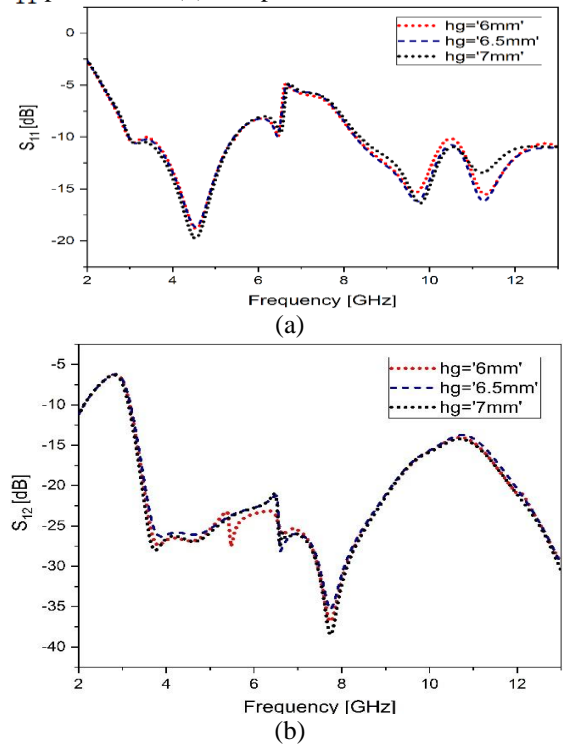 hg='6mm'
hg='6.5mm'
hg='7mm'
0
-5
-10
-15
-20
S11 [dB]
2 4 6 8 10 12
Frequency [GHz]
(a)
hg='6mm'
hg='6.5mm'
hg='7mm'
-5
-10
-15
-20
-25
-30
-35
-40
S12 [dB]
2 4 6 8 10 12
Frequency [GHz]
(b)